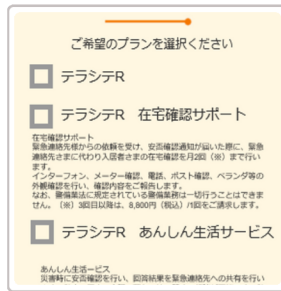 ご希望のプランを選択ください
テラシテR
テラシテR 在宅確認サポート
在宅確認サポート
緊急連絡先様からの依頼を受け、安否確認通知が届いた際に、緊急
連絡先さまに代わり入居者さまの在宅確認を月2回（※）まで行い
ます。
インターフォン、メーター確認、電話、ポスト確認、ベランダ等の
外観確認を行い、確認内容をご報告します。
なお、警備業法に規定されている警備業務は一切行うことはできま
せん。（※）3回目以降は、8,800円（税込）/1回をご請求します。
テラシテR あんしん生活サービス
あんしん生活ービス
災害時に安否確認を行い、回答結果を緊急連絡先への共有を行い